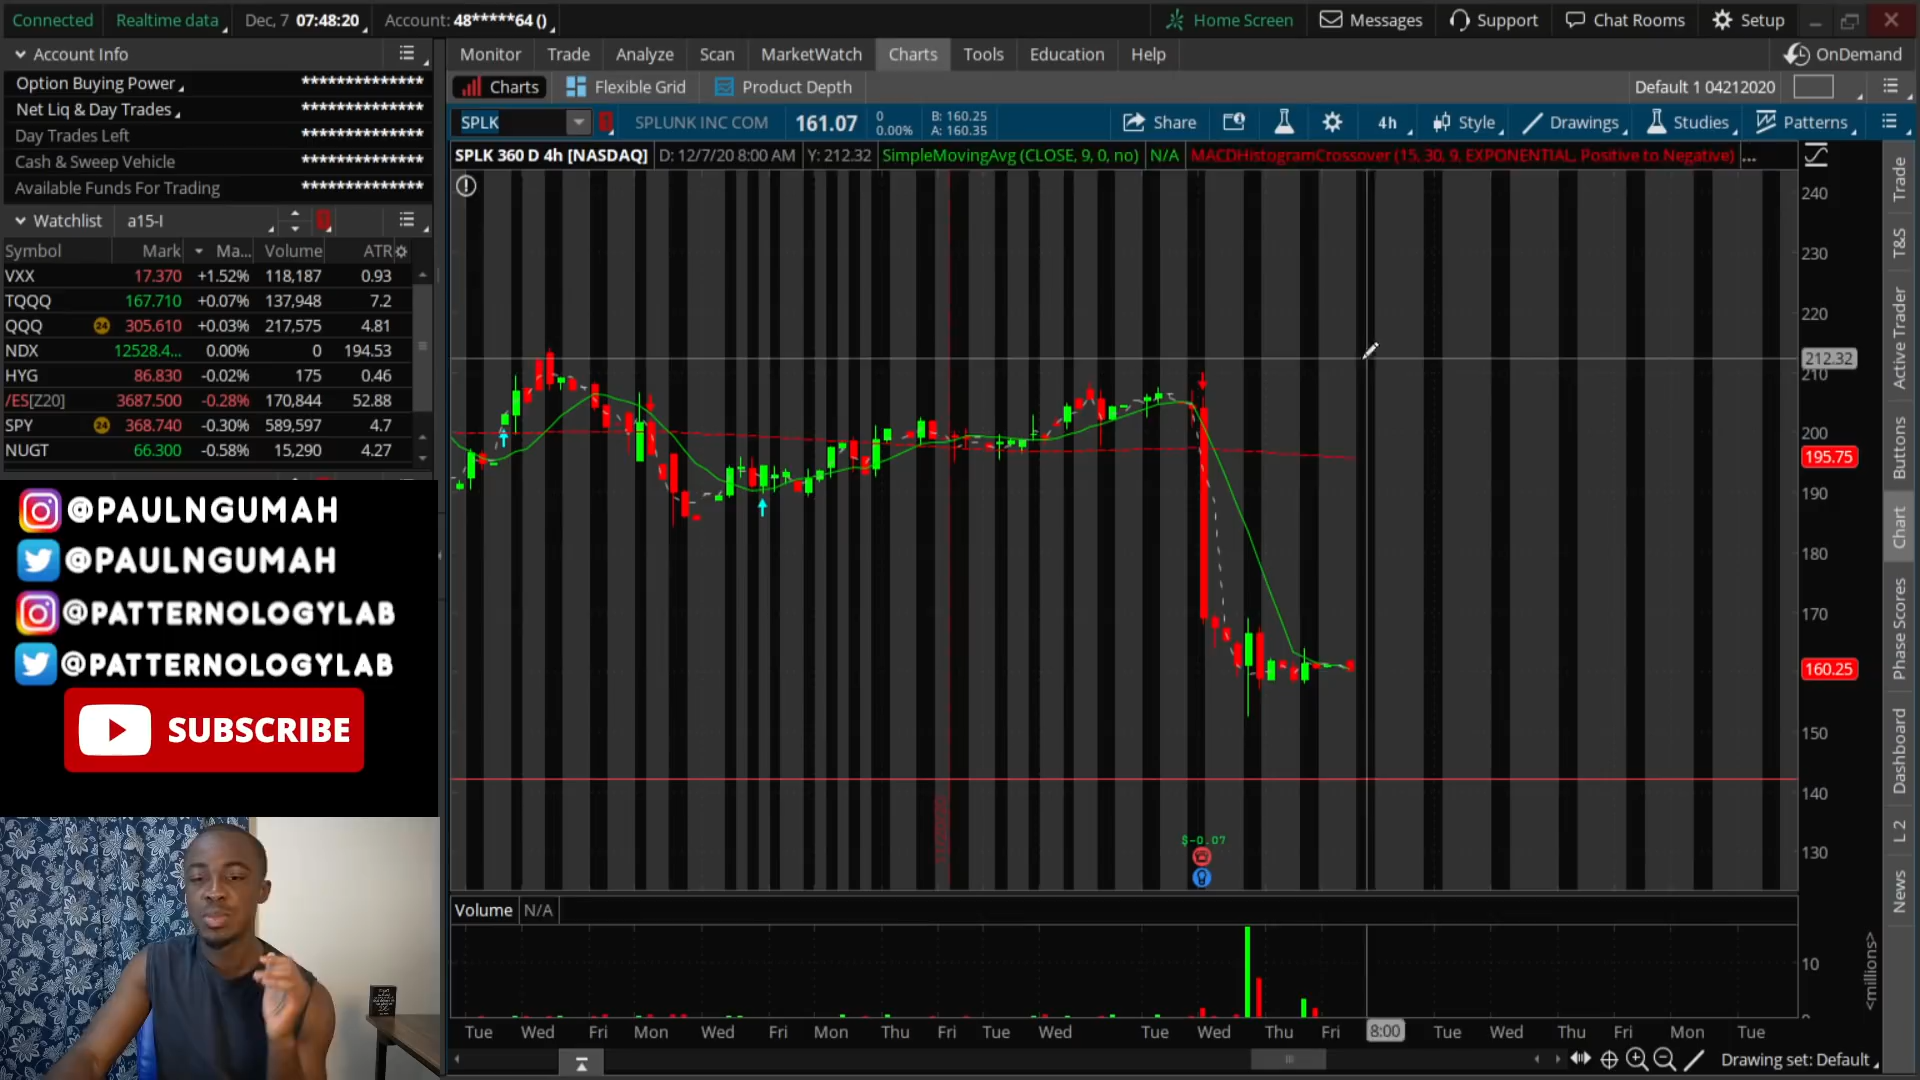 Connected Realtime data Dec, 7 07:48:20 Account: 48*****64 () Home Screen Messages Support Chat Rooms Setup
Account Info
Option Buying Power **************
Net Liq & Day Trades **************
Day Trades Left **************
Cash & Sweep Vehicle **************
Available Funds For Trading **************
Watchlist a15-I
Symbol Mark Ma... Volume ATR
VXX 17.370 +1.52% 118,187 0.93
TQQQ 167.710 +0.07% 137,948 7.2
QQQ 24 305.610 +0.03% 217,575 4.81
NDX 12528.4... 0.00% 0 194.53
HYG 86.830 -0.02% 175 0.46
/ES[Z20] 3687.500 -0.28% 170,844 52.88
SPY 24 368.740 -0.30% 589,597 4.7
NUGT 66.300 -0.58% 15,290 4.27
@PAULNGUMAH
@PAULNGUMAH
@PATTERNOLOGYLAB
@PATTERNOLOGYLAB
SUBSCRIBE
Monitor Trade Analyze Scan MarketWatch Charts Tools Education Help OnDemand
Charts Flexible Grid Product Depth Default 1 04212020
SPLK SPLUNK INC COM 161.07 0 0.00% B: 160.25 A: 160.35 Share 4h Style Drawings Studies Patterns
SPLK 360 D 4h [NASDAQ] D: 12/7/20 8:00 AM Y: 212.32 SimpleMovingAvg (CLOSE, 9, 0, no) N/A MACDHistogramCrossover (15, 30, 9, EXPONENTIAL, Positive to Negative) ...
240
230
220
212.32
210
200
195.75
190
180
170
160.25
150
140
130
$-0.07
Volume N/A
10
0
<millions>
Tue Wed Fri Mon Wed Fri Mon Thu Fri Tue Wed Tue Wed Thu Fri 8:00 Tue Wed Thu Fri Mon Tue
Drawing set: Default
Trade
T&S
Active Trader
Buttons
Chart
Phase Scores
Dashboard
L 2
News